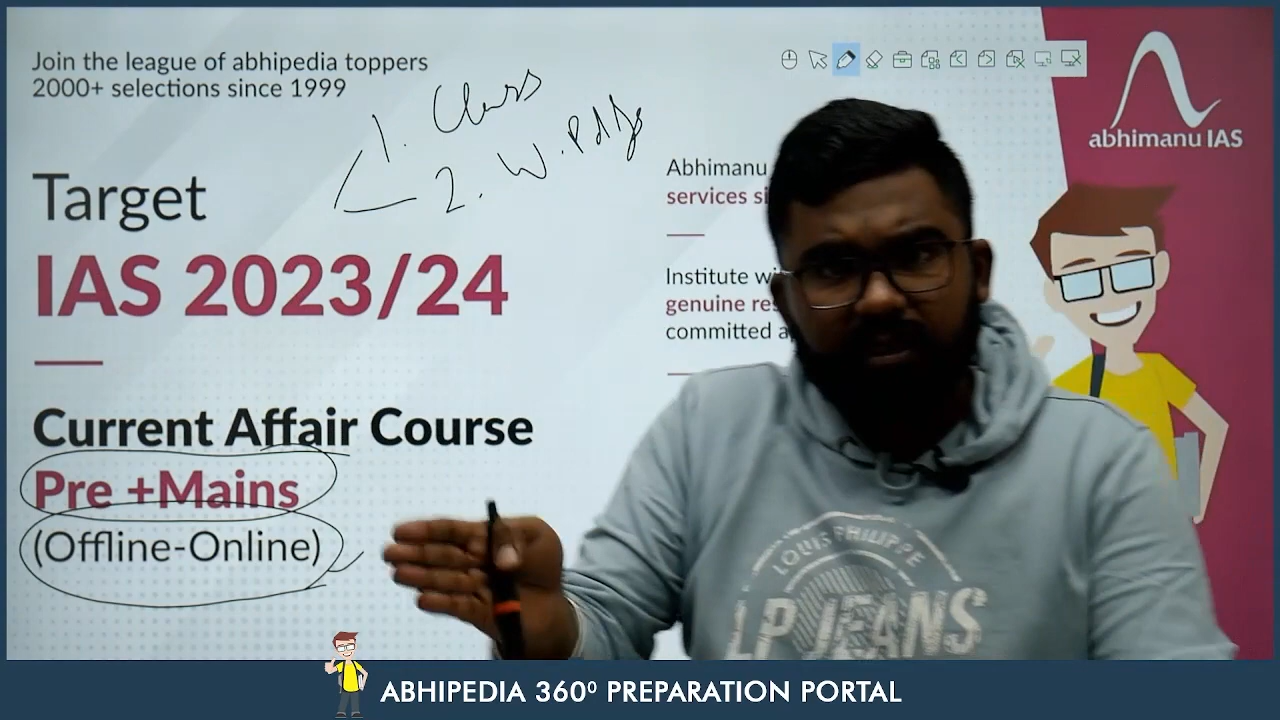 Join the league of abhipedia toppers
2000+ selections since 1999
1. Class
2. W. Pdfs
Target
IAS 2023/24
Current Affair Course
Pre +Mains
(Offline-Online)
Abhimanu
services si
Institute wi
genuine res
committed a
abhimanu IAS
LOUIS PHILIPPE
LP JEANS
ABHIPEDIA 360⁰ PREPARATION PORTAL